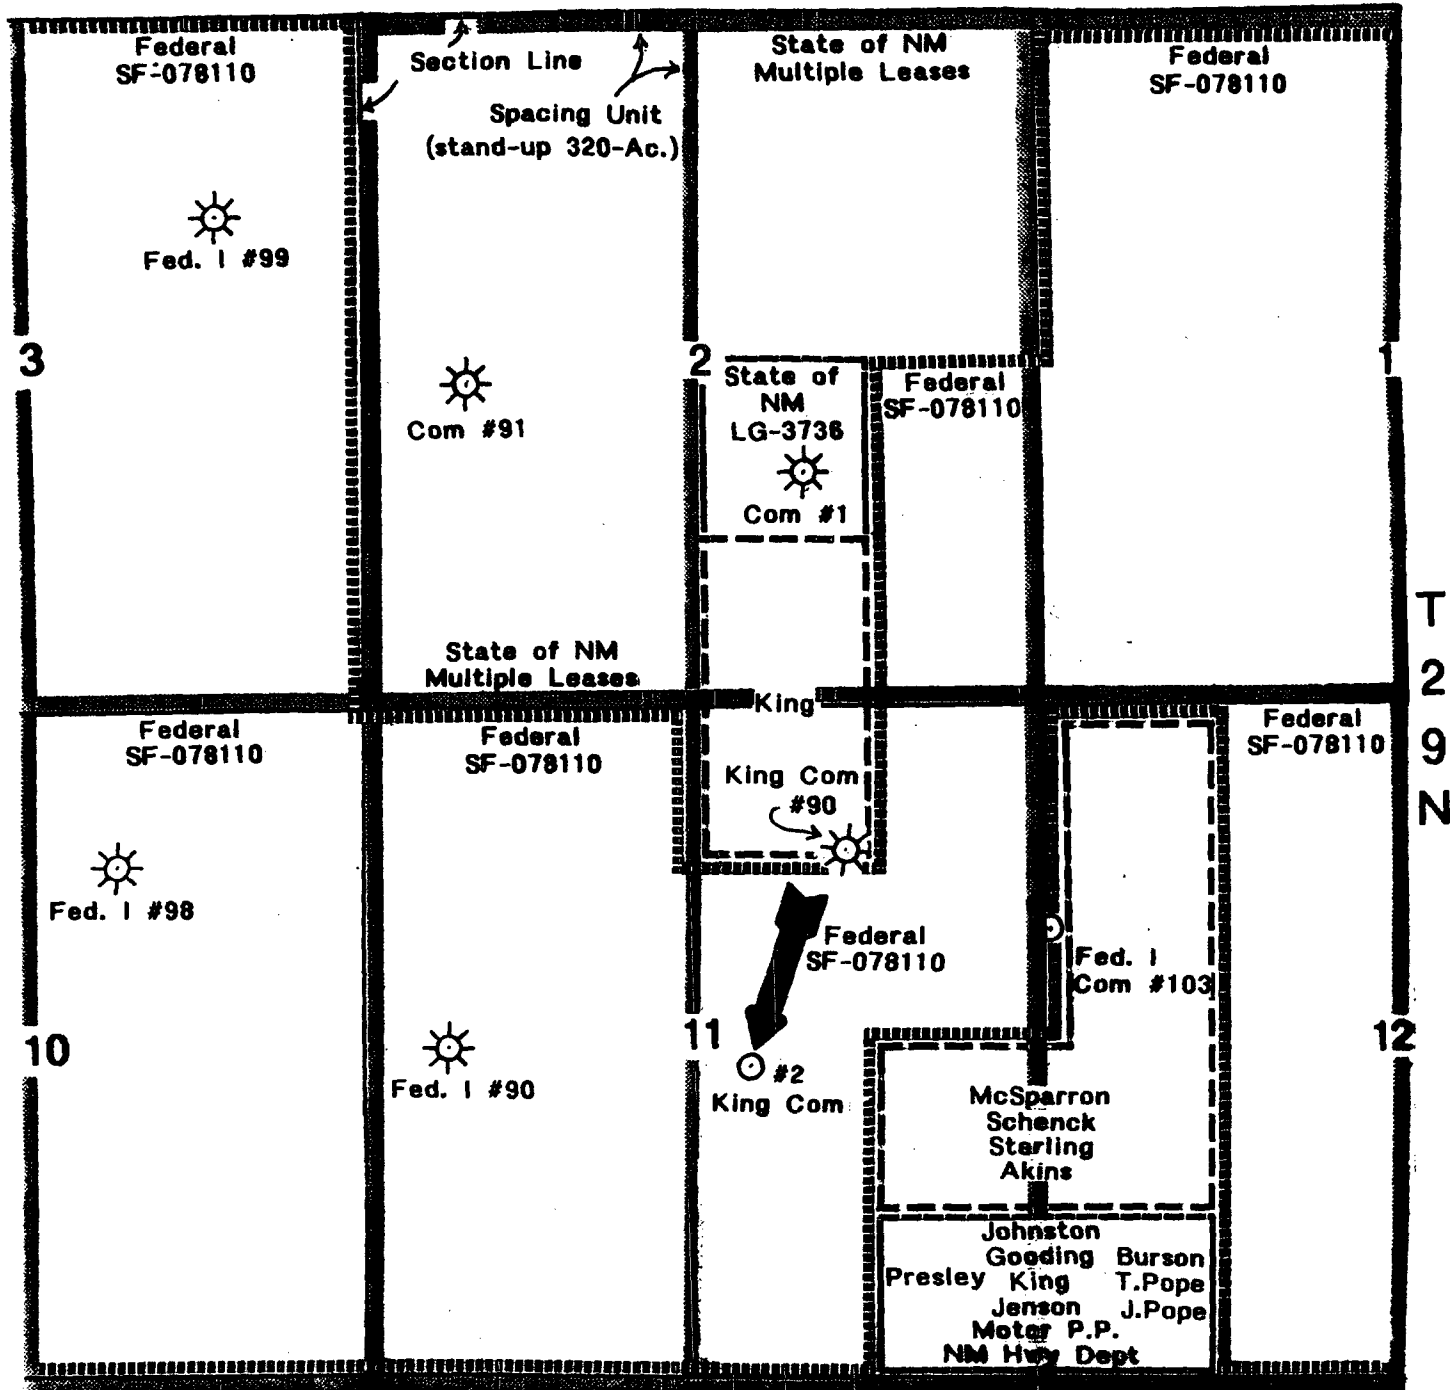 Federal
SF-078110
Section Line
Spacing Unit
(stand-up 320-Ac.)
State of NM
Multiple Leases
Federal
SF-078110
Fed. I #99
3
2
1
Com #91
State of
NM
LG-3736
Com #1
Federal
SF-078110
T
2
9
N
State of NM
Multiple Leases
King
Federal
SF-078110
Federal
SF-078110
Federal
SF-078110
King Com
#90
Fed. I #98
Federal
SF-078110
Fed. I
Com #103
10
11
12
Fed. I #90
#2
King Com
McSparron
Schenck
Sterling
Akins
Johnston
Gooding Burson
Presley King T.Pope
Jenson J.Pope
Motor P.P.
NM Hwy Dept